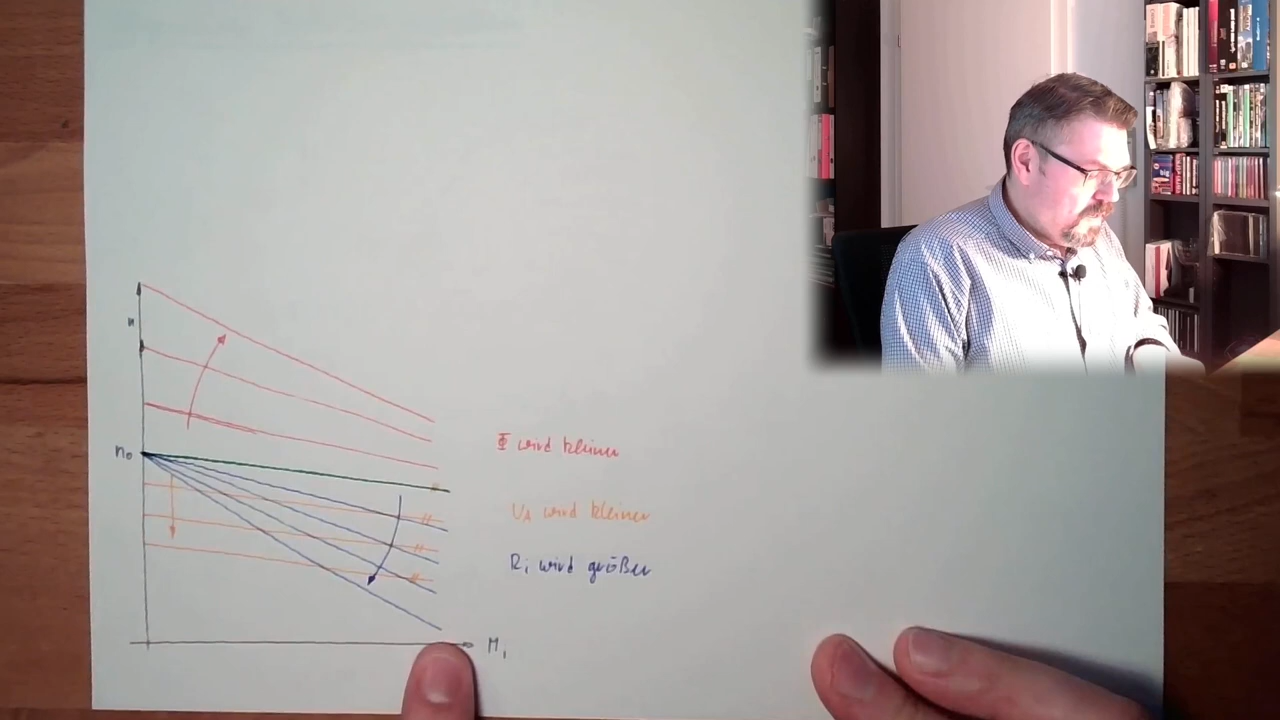 n
Φ wird kleiner
n₀
U_A wird kleiner
R_i wird größer
M_i